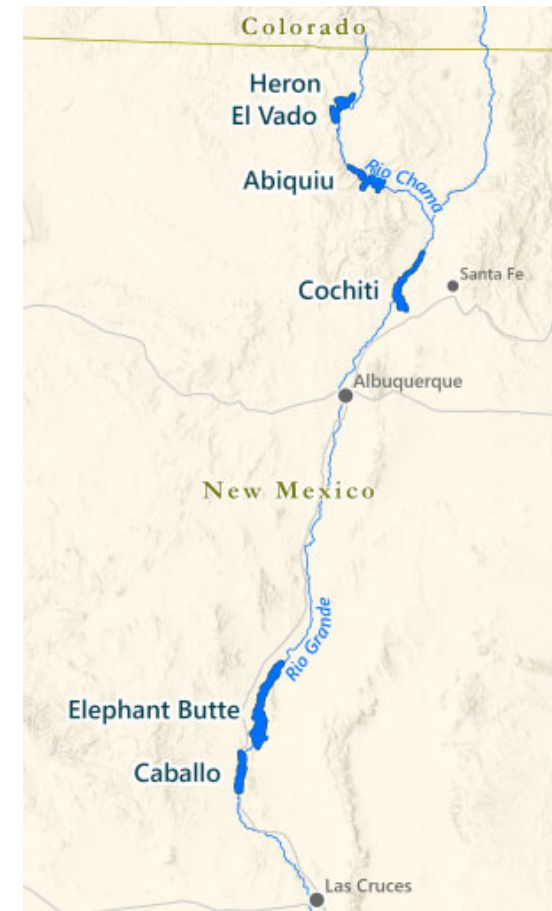 Colorado
Heron
El Vado
Abiquiu
Rio Chama
Cochiti
Santa Fe
Albuquerque
New Mexico
Rio Grande
Elephant Butte
Caballo
Las Cruces